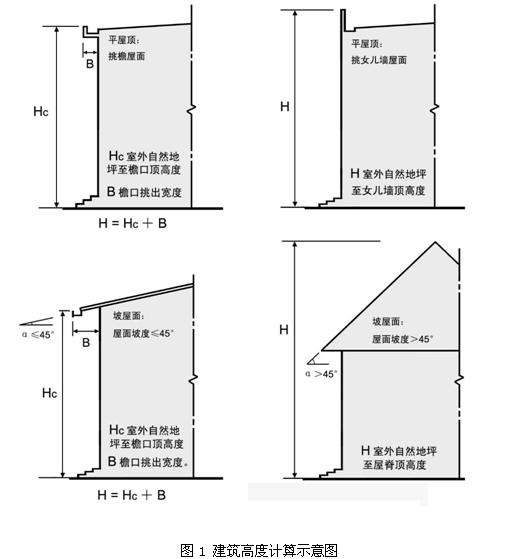 平屋顶：
挑檐屋面
B
Hc
Hc 室外自然地
坪至檐口顶高度
B 檐口挑出宽度
H = Hc + B
平屋顶：
挑女儿墙屋面
H
H 室外自然地坪
至女儿墙顶高度
α ≤45°
B
坡屋面：
屋面坡度≤45°
Hc
Hc 室外自然地
坪至檐口顶高度
B 檐口挑出宽度。
H = Hc + B
H
坡屋面：
屋面坡度>45°
α >45°
H 室外自然地坪
至屋脊顶高度
图 1 建筑高度计算示意图